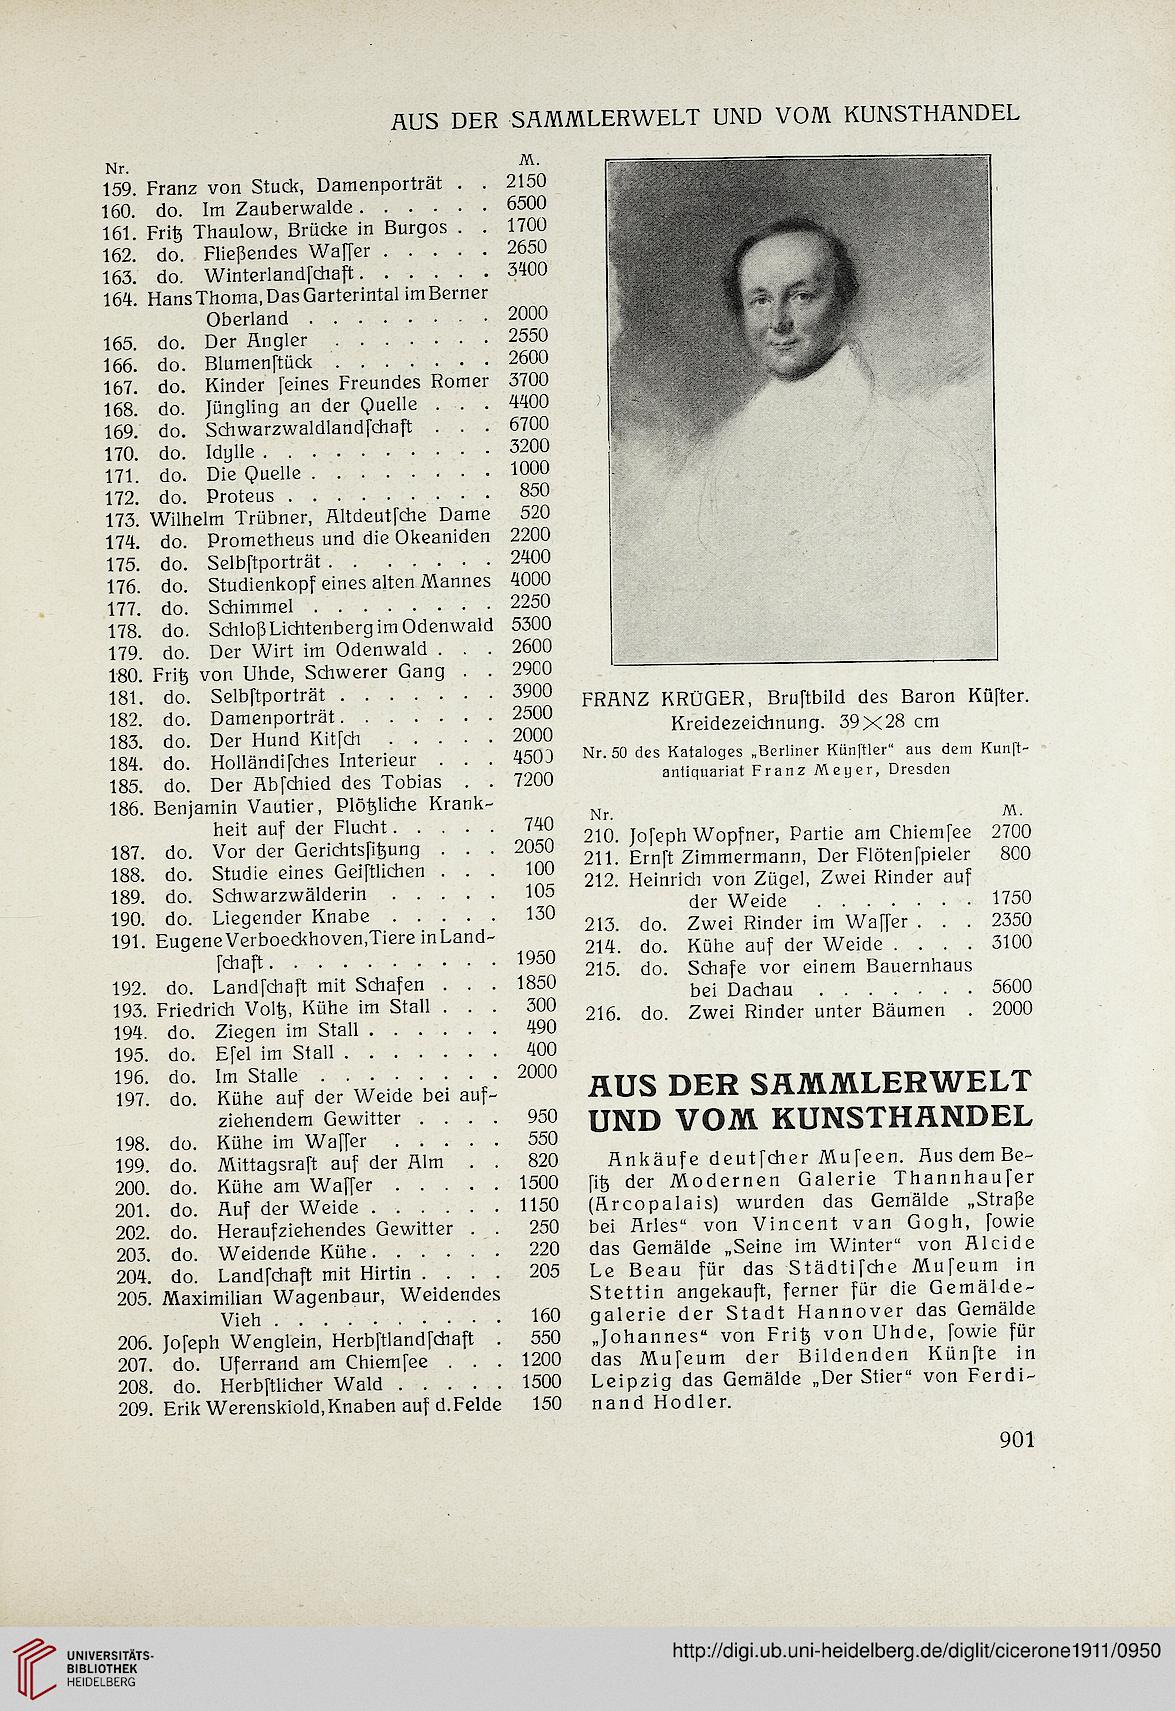 AUS DER SAMMLERWELT UND VOM KUNSTHANDEL
Nr. M.
159. Franz von Stuck, Damenporträt . . 2150
160. do. Im Zauberwalde . . . . . . 6500
161. Fritz Thaulow, Brücke in Burgos . . 1700
162. do. Fließendes Waſſer . . . . . 2650
163. do. Winterlandſchaft . . . . . . 3400
164. Hans Thoma, Das Garterintal im Berner
Oberland . . . . . . . . 2000
165. do. Der Angler . . . . . . . 2550
166. do. Blumenſtück . . . . . . . 2600
167. do. Kinder ſeines Freundes Romer 3700
168. do. Jüngling an der Quelle . . . 4400
169. do. Schwarzwaldlandſchaft . . . 6700
170. do. Idylle . . . . . . . . . . 3200
171. do. Die Quelle . . . . . . . . 1000
172. do. Proteus . . . . . . . . . 850
173. Wilhelm Trübner, Altdeutſche Dame 520
174. do. Prometheus und die Okeaniden 2200
175. do. Selbſtporträt . . . . . . . 2400
176. do. Studienkopf eines alten Mannes 4000
177. do. Schimmel . . . . . . . . 2250
178. do. Schloß Lichtenberg im Odenwald 5300
179. do. Der Wirt im Odenwald . . . 2600
180. Fritz von Uhde, Schwerer Gang . . 2900
181. do. Selbſtporträt . . . . . . . 3900
182. do. Damenporträt . . . . . . . 2500
183. do. Der Hund Kitſch . . . . . 2000
184. do. Holländiſches Interieur . . . 4500
185. do. Der Abſchied des Tobias . . 7200
186. Benjamin Vautier, Plötzliche Krank-
heit auf der Flucht . . . . . 740
187. do. Vor der Gerichtsſitzung . . . 2050
188. do. Studie eines Geiſtlichen . . . 100
189. do. Schwarzwälderin . . . . . 105
190. do. Liegender Knabe . . . . . 130
191. Eugene Verboeckhoven, Tiere in Land-
ſchaft . . . . . . . . . . 1950
192. do. Landſchaft mit Schafen . . . 1850
193. Friedrich Voltz, Kühe im Stall . . . 300
194. do. Ziegen im Stall . . . . . . 490
195. do. Eſel im Stall . . . . . . . 400
196. do. Im Stalle . . . . . . . . 2000
197. do. Kühe auf der Weide bei auf-
ziehendem Gewitter . . . . 950
198. do. Kühe im Waſſer . . . . . 550
199. do. Mittagsraſt auf der Alm . . 820
200. do. Kühe am Waſſer . . . . . 1500
201. do. Auf der Weide . . . . . . 1150
202. do. Heraufziehendes Gewitter . . 250
203. do. Weidende Kühe . . . . . . 220
204. do. Landſchaft mit Hirtin . . . . 205
205. Maximilian Wagenbaur, Weidendes
Vieh . . . . . . . . . . 160
206. Joſeph Wenglein, Herbſtlandſchaft . 550
207. do. Uferrand am Chiemſee . . . 1200
208. do. Herbſtlicher Wald . . . . . 1500
209. Erik Werenskiold, Knaben auf d. Felde 150
FRANZ KRÜGER, Bruſtbild des Baron Küſter.
Kreidezeichnung. 39×28 cm
Nr. 50 des Kataloges „Berliner Künſtler“ aus dem Kunſt-
antiquariat Franz Meyer, Dresden
Nr. M.
210. Joſeph Wopfner, Partie am Chiemſee 2700
211. Ernſt Zimmermann, Der Flötenſpieler 800
212. Heinrich von Zügel, Zwei Rinder auf
der Weide . . . . . . . 1750
213. do. Zwei Rinder im Waſſer . . . 2350
214. do. Kühe auf der Weide . . . . 3100
215. do. Schafe vor einem Bauernhaus
bei Dachau . . . . . . . 5600
216. do. Zwei Rinder unter Bäumen . 2000
AUS DER SAMMLERWELT
UND VOM KUNSTHANDEL
Ankäufe deutſcher Muſeen. Aus dem Be-
ſitz der Modernen Galerie Thannhauſer
(Arcopalais) wurden das Gemälde „Straße
bei Arles“ von Vincent van Gogh, ſowie
das Gemälde „Seine im Winter“ von Alcide
Le Beau für das Städtiſche Muſeum in
Stettin angekauft, ferner für die Gemälde-
galerie der Stadt Hannover das Gemälde
„Johannes“ von Fritz von Uhde, ſowie für
das Muſeum der Bildenden Künſte in
Leipzig das Gemälde „Der Stier“ von Ferdi-
nand Hodler.
901
UNIVERSITÄTS-
BIBLIOTHEK
HEIDELBERG
http://digi.ub.uni-heidelberg.de/diglit/cicerone1911/0950